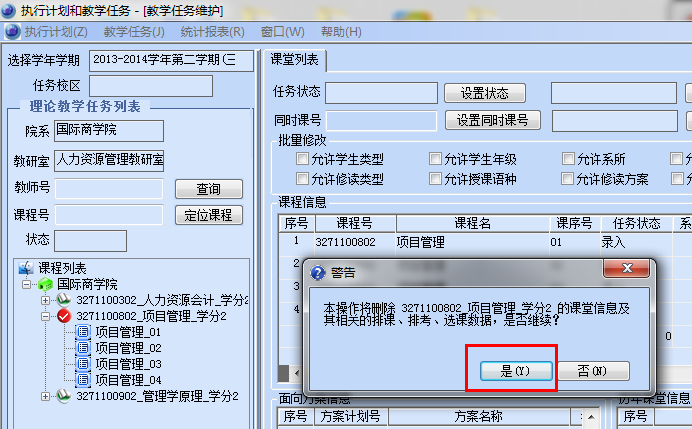 执行计划和教学任务 - [教学任务维护]
执行计划(Z) 教学任务(J) 统计报表(R) 窗口(W) 帮助(H)
选择学年学期 2013-2014学年第二学期(三
任务校区
理论教学任务列表
院系 国际商学院
教研室 人力资源管理教研室
教师号 查询
课程号 定位课程
状态
课程列表
国际商学院
3271100302_人力资源会计_学分2
3271100802_项目管理_学分2
项目管理_01
项目管理_02
项目管理_03
项目管理_04
3271100902_管理学原理_学分2
课堂列表
任务状态 设置状态
同时课号 设置同时课号
批量修改
允许学生类型 允许学生年级 允许系所 允
允许修读类型 允许授课语种 允许修读方案 允
课程信息
序号 课程号 课程名 课序号 任务状态 系
1 3271100802 项目管理 01 录入
2
3
4
0
警告
本操作将删除 3271100802_项目管理_学分2 的课堂信息及
其相关的排课、排考、选课数据，是否继续？
是(Y) 否(N)
面向方案信息 历年课堂信息
序号 方案计划号 方案名称 序号